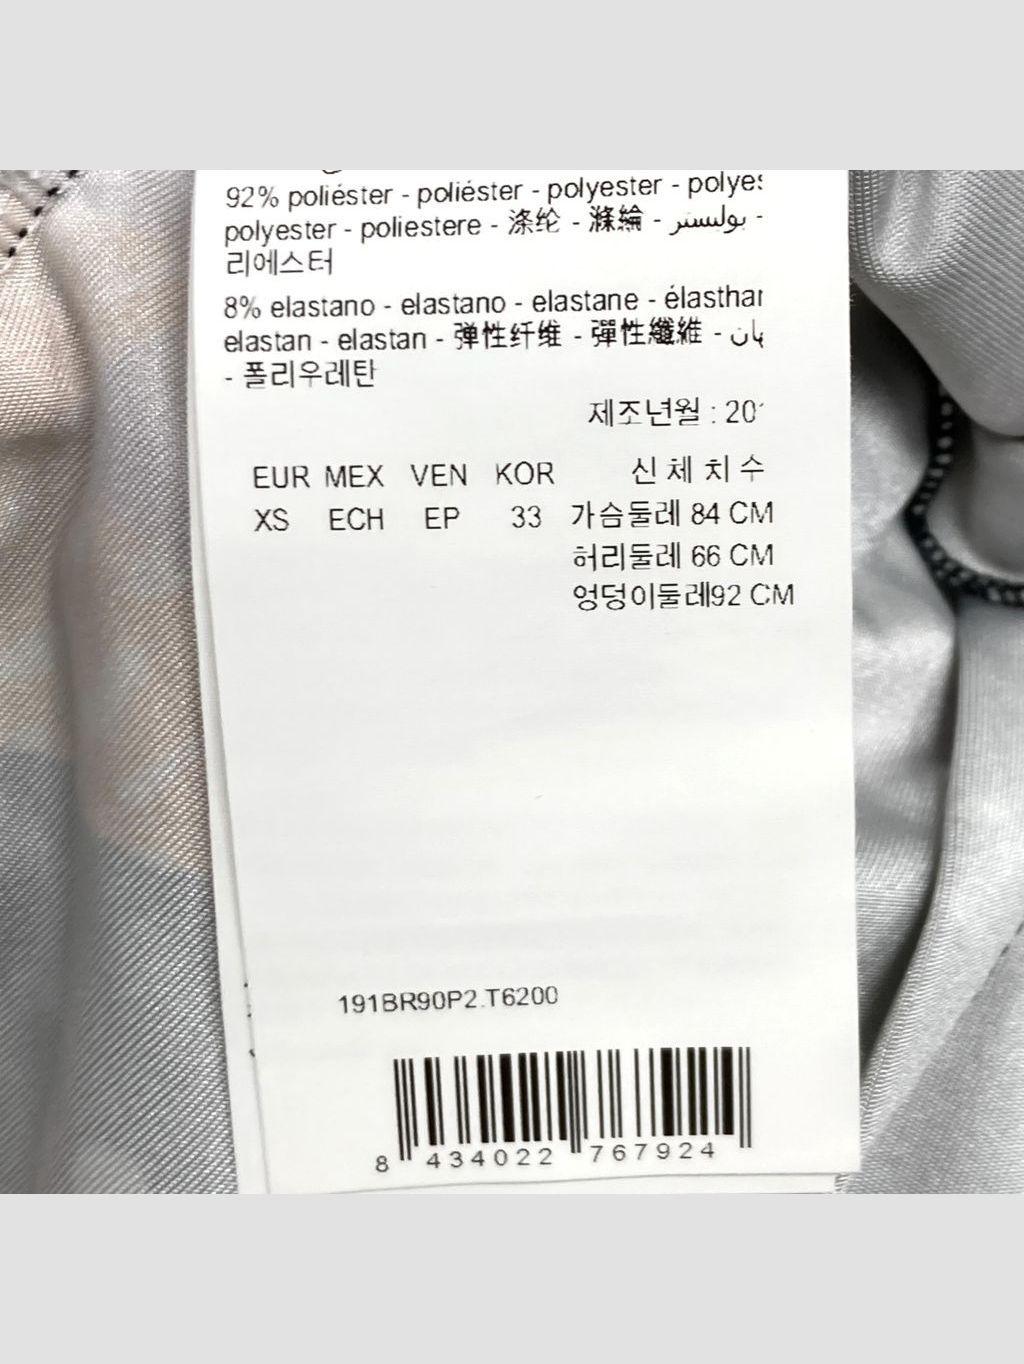 92% poliéster - poliéster - polyester - polyes
polyester - poliestere - 涤纶 - 滌綸 - بوليستر -
리에스터
8% elastano - elastano - elastane - élasthan
elastan - elastan - 弹性纤维 - 彈性纖維 -
- 폴리우레탄
제조년월 : 20
EUR MEX VEN KOR 신 체 치 수
XS ECH EP 33 가슴둘레 84 CM
허리둘레 66 CM
엉덩이둘레92 CM
191BR90P2.T6200
8 434022 767924